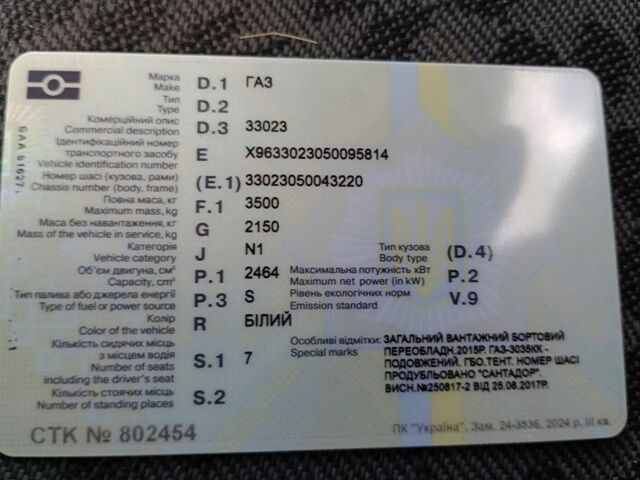 Марка
Make D.1 ГАЗ
Тип
Type D.2
Комерційний опис
Commercial description D.3 33023
Ідентифікаційний номер
транспортного засобу
Vehicle identification number E X9633023050095814
Номер шасі (кузова, рами)
Chassis number (body, frame) (E.1) 33023050043220
Повна маса, кг
Maximum mass, kg F.1 3500
Маса без навантаження, кг
Mass of the vehicle in service, kg G 2150
Категорія
Vehicle category J N1
Тип кузова
Body type (D.4)
Об'єм двигуна, см³
Capacity, cm³ P.1 2464
Максимальна потужність кВт
Maximum net power (in kW) P.2
Тип палива або джерела енергії
Type of fuel or power source P.3 S
Рівень екологічних норм
Emission standard V.9
Колір
Color of the vehicle R БІЛИЙ
Кількість сидячих місць
з місцем водія
Number of seats
including the driver's seat S.1 7
Особливі відмітки:
Special marks
ЗАГАЛЬНИЙ ВАНТАЖНИЙ БОРТОВИЙ
ПЕРЕОБЛАДН.2015Р. ГАЗ-3035КК -
ПОДОВЖЕНИЙ. ГБО.ТЕНТ. НОМЕР ШАСІ
ПРОДУБЛЬОВАНО "САНТАДОР".
ВИСН.№250817-2 ВІД 25.08.2017Р.
Кількість стоячих місць
Number of standing places S.2
СТК № 802454
ПК "Україна". Зам. 24-3536, 2024 р. III кв.